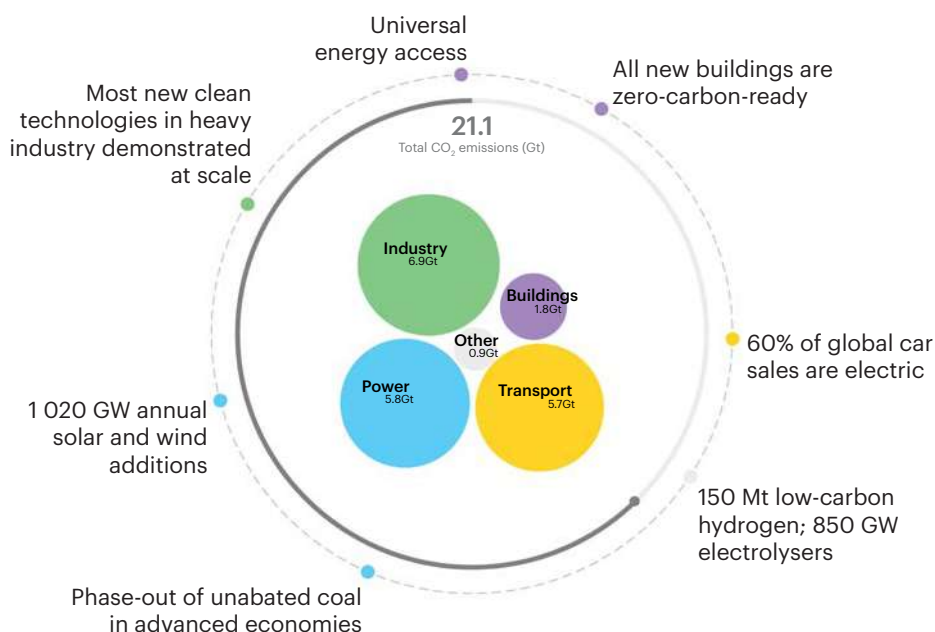 Universal
energy access
All new buildings are
zero-carbon-ready
Most new clean
technologies in heavy
industry demonstrated
at scale
21.1
Total CO₂ emissions (Gt)
Industry
6.9Gt
Buildings
1.8Gt
Other
0.9Gt
Power
5.8Gt
Transport
5.7Gt
60% of global car
sales are electric
1 020 GW annual
solar and wind
additions
150 Mt low-carbon
hydrogen; 850 GW
electrolysers
Phase-out of unabated coal
in advanced economies